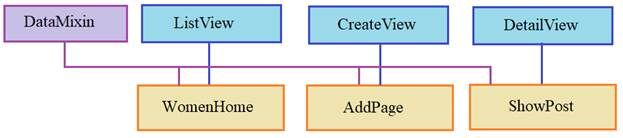 DataMixin
ListView
CreateView
DetailView
WomenHome
AddPage
ShowPost